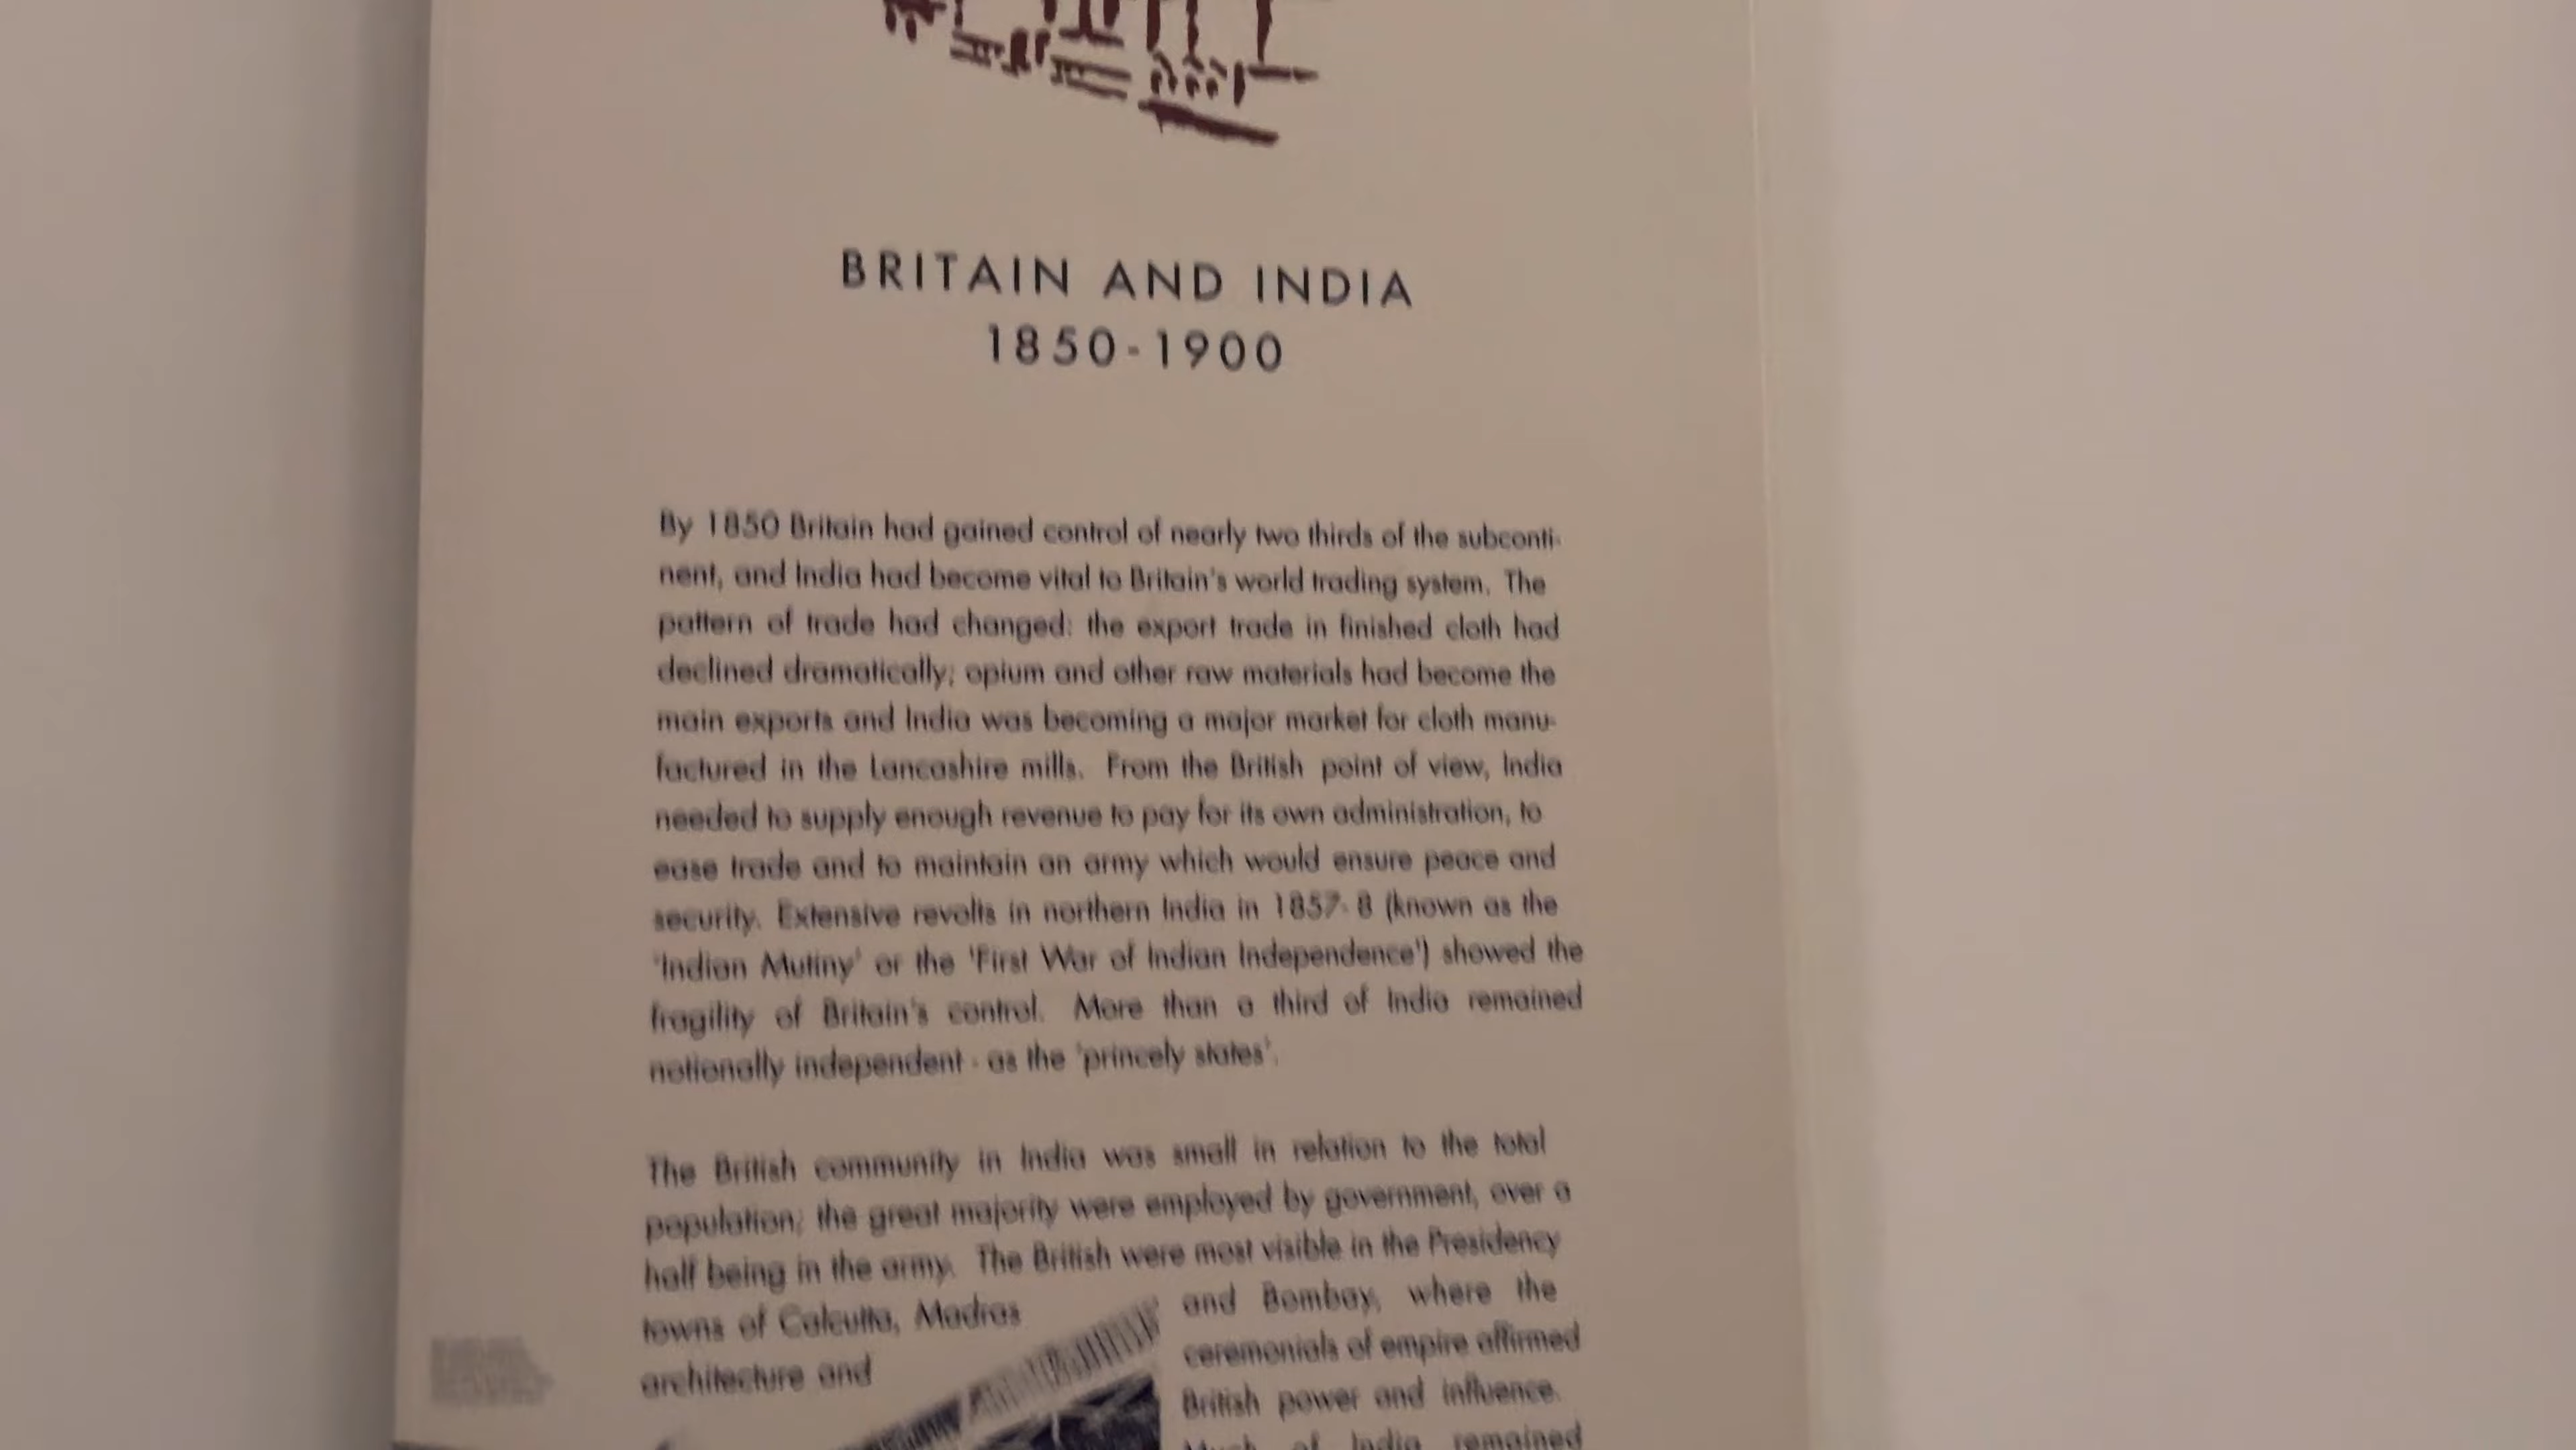 BRITAIN AND INDIA
1850-1900
By 1850 Britain had gained control of nearly two thirds of the subconti-
nent, and India had become vital to Britain's world trading system. The
pattern of trade had changed: the export trade in finished cloth had
declined dramatically; opium and other raw materials had become the
main exports and India was becoming a major market for cloth manu-
factured in the Lancashire mills. From the British point of view, India
needed to supply enough revenue to pay for its own administration, to
ease trade and to maintain an army which would ensure peace and
security. Extensive revolts in northern India in 1857- 8 (known as the
'Indian Mutiny' or the 'First War of Indian Independence') showed the
fragility of Britain's control. More than a third of India remained
notionally independent - as the 'princely states'.
The British community in India was small in relation to the total
population; the great majority were employed by government, over a
half being in the army. The British were most visible in the Presidency
towns of Calcutta, Madras and Bombay, where the
architecture and ceremonials of empire affirmed
British power and influence.
Much of India remained